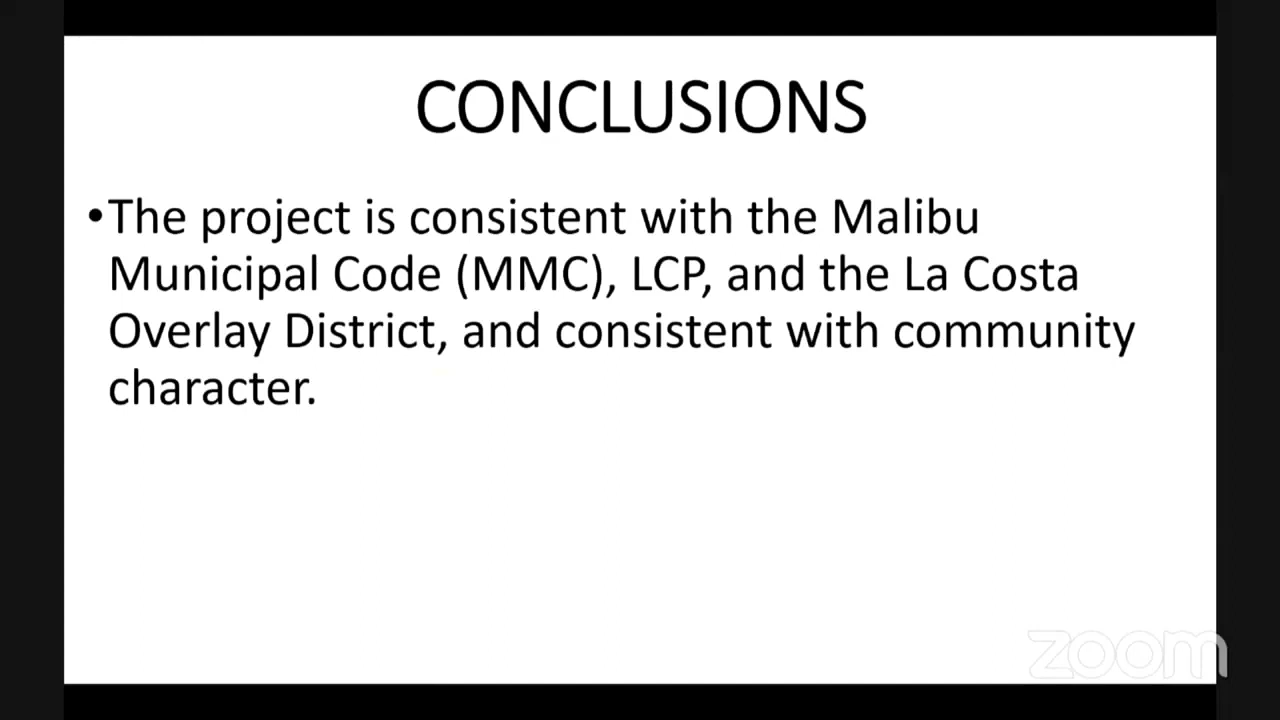 CONCLUSIONS
•The project is consistent with the Malibu
Municipal Code (MMC), LCP, and the La Costa
Overlay District, and consistent with community
character.
zoom